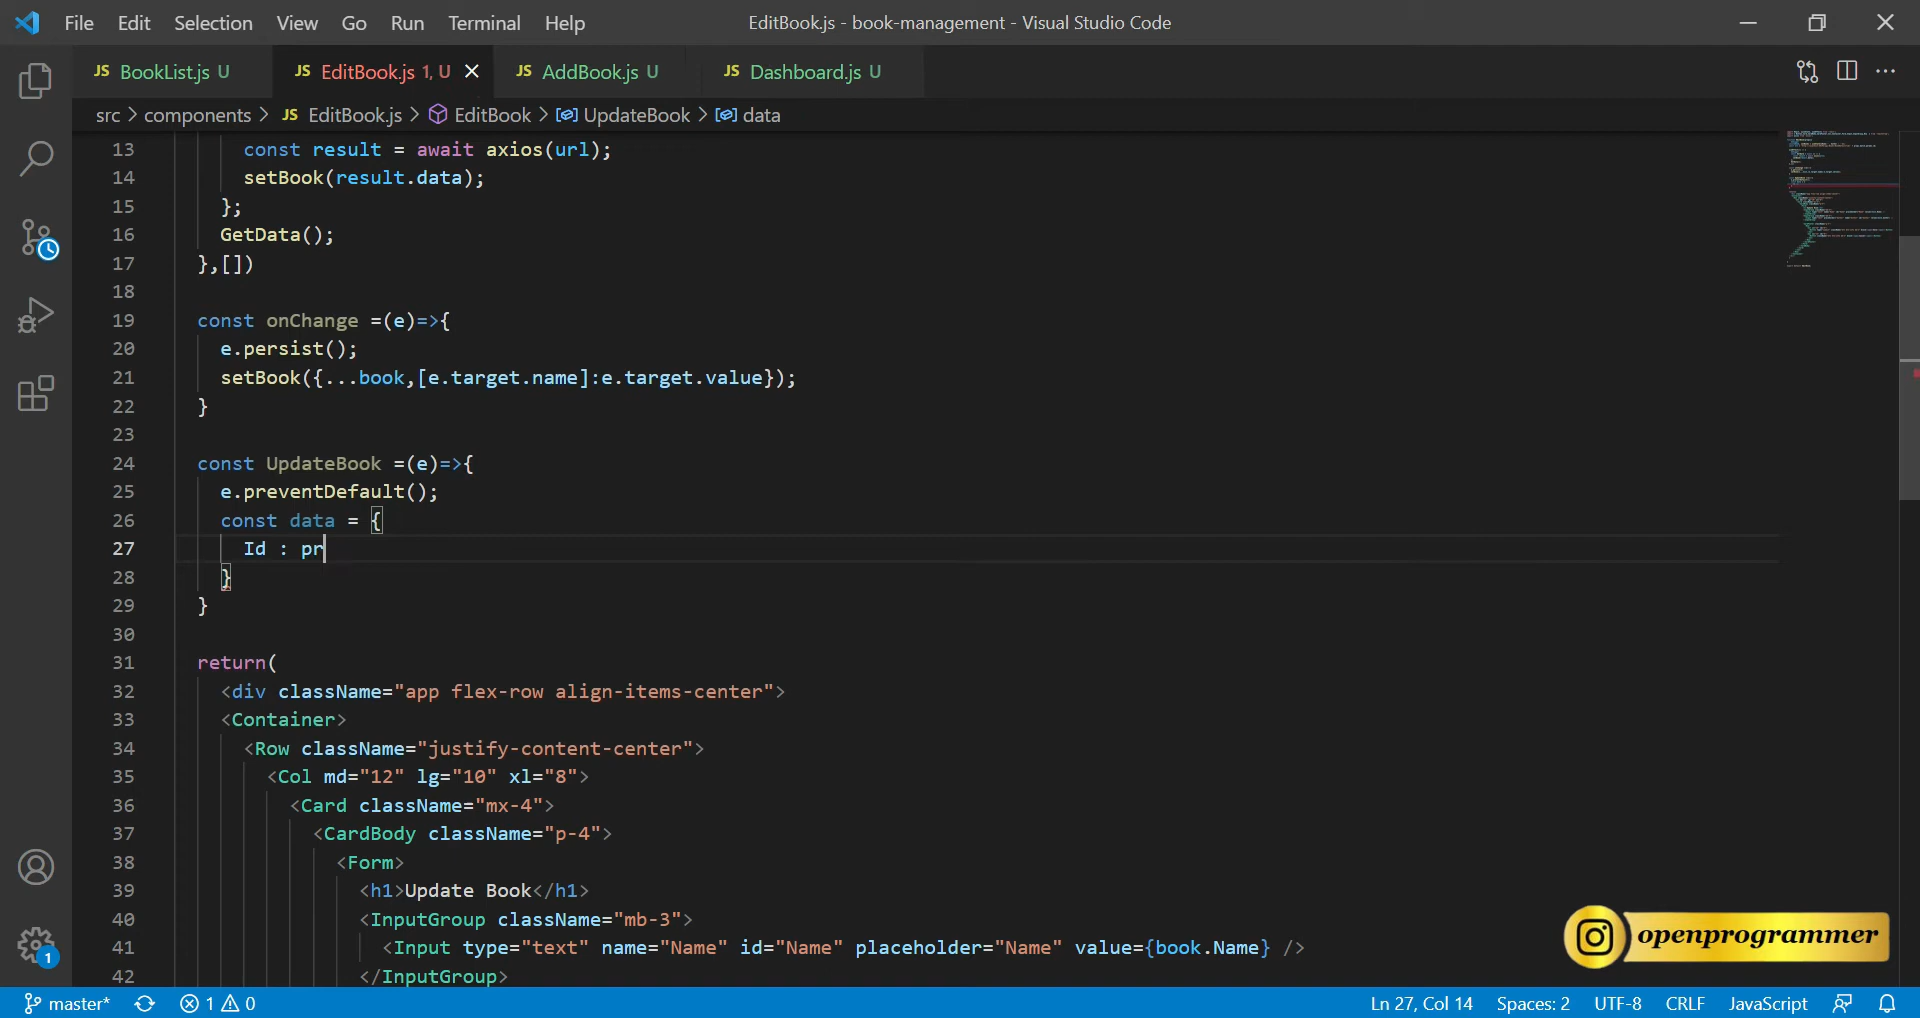 File Edit Selection View Go Run Terminal Help EditBook.js - book-management - Visual Studio Code
JS BookList.js U JS EditBook.js 1, U JS AddBook.js U JS Dashboard.js U
src > components > JS EditBook.js > EditBook > UpdateBook > data
13 const result = await axios(url);
14 setBook(result.data);
15 };
16 GetData();
17 },[])
18
19 const onChange =(e)=>{
20 e.persist();
21 setBook({...book,[e.target.name]:e.target.value});
22 }
23
24 const UpdateBook =(e)=>{
25 e.preventDefault();
26 const data = {
27 Id : pr
28 }
29 }
30
31 return(
32 <div className="app flex-row align-items-center">
33 <Container>
34 <Row className="justify-content-center">
35 <Col md="12" lg="10" xl="8">
36 <Card className="mx-4">
37 <CardBody className="p-4">
38 <Form>
39 <h1>Update Book</h1>
40 <InputGroup className="mb-3">
41 <Input type="text" name="Name" id="Name" placeholder="Name" value={book.Name} />
42 </InputGroup>
openprogrammer
1
master* 1 0 Ln 27, Col 14 Spaces: 2 UTF-8 CRLF JavaScript